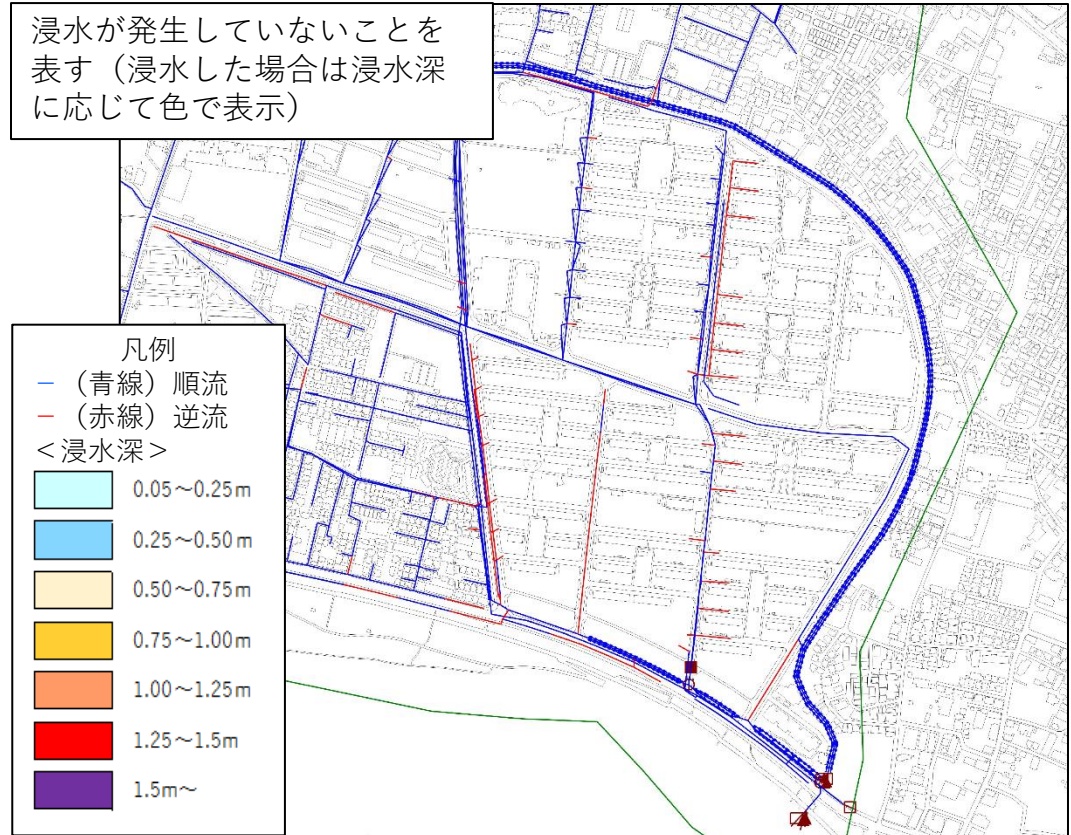 浸水が発生していないことを
表す（浸水した場合は浸水深
に応じて色で表示）
凡例
－（青線）順流
－（赤線）逆流
＜浸水深＞
0.05～0.25m
0.25～0.50m
0.50～0.75m
0.75～1.00m
1.00～1.25m
1.25～1.5m
1.5m～